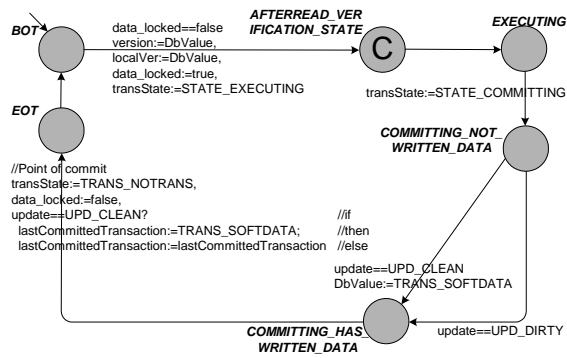 BOT
data_locked==false
version:=DbValue,
localVer:=DbValue,
data_locked:=true,
transState:=STATE_EXECUTING
AFTERREAD_VER
IFICATION_STATE
C
EXECUTING
transState:=STATE_COMMITTING
EOT
COMMITTING_NOT_
WRITTEN_DATA
//Point of commit
transState:=TRANS_NOTRANS,
data_locked:=false,
update==UPD_CLEAN? //if
lastCommittedTransaction:=TRANS_SOFTDATA; //then
lastCommittedTransaction:=lastCommittedTransaction //else
update==UPD_CLEAN
DbValue:=TRANS_SOFTDATA
COMMITTING_HAS_
WRITTEN_DATA
update==UPD_DIRTY